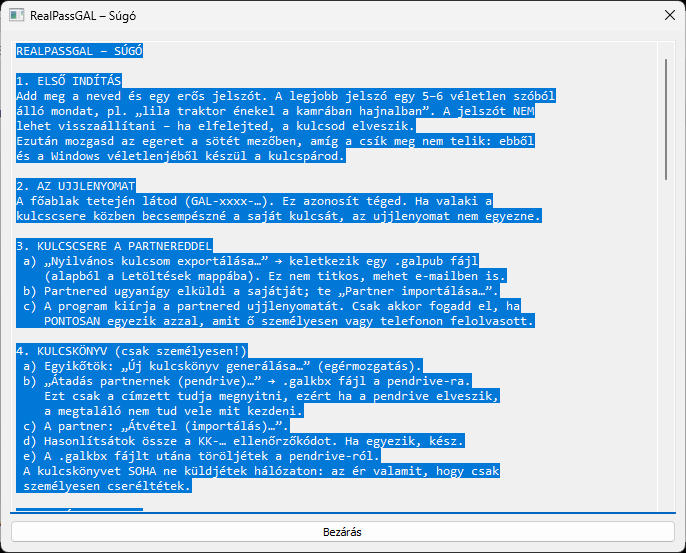 RealPassGAL – Súgó
REALPASSGAL – SÚGÓ
1. ELSŐ INDÍTÁS
Add meg a neved és egy erős jelszót. A legjobb jelszó egy 5–6 véletlen szóból
álló mondat, pl. „lila traktor énekel a kamrában hajnalban”. A jelszót NEM
lehet visszaállítani – ha elfelejted, a kulcsod elveszik.
Ezután mozgasd az egeret a sötét mezőben, amíg a csík meg nem telik: ebből
és a Windows véletlenjéből készül a kulcspárod.
2. AZ UJJLENYOMAT
A főablak tetején látod (GAL-xxxx-…). Ez azonosít téged. Ha valaki a
kulcscsere közben becsempészné a saját kulcsát, az ujjlenyomat nem egyezne.
3. KULCSCSERE A PARTNEREDDEL
a) „Nyilvános kulcsom exportálása…” → keletkezik egy .galpub fájl
(alapból a Letöltések mappába). Ez nem titkos, mehet e-mailben is.
b) Partnered ugyanígy elküldi a sajátját; te „Partner importálása…”.
c) A program kiírja a partnered ujjlenyomatát. Csak akkor fogadd el, ha
PONTOSAN egyezik azzal, amit ő személyesen vagy telefonon felolvasott.
4. KULCSKÖNYV (csak személyesen!)
a) Egyikőtök: „Új kulcskönyv generálása…” (egérmozgatás).
b) „Átadás partnernek (pendrive)…” → .galkbx fájl a pendrive-ra.
Ezt csak a címzett tudja megnyitni, ezért ha a pendrive elveszik,
a megtaláló nem tud vele mit kezdeni.
c) A partner: „Átvétel (importálás)…”.
d) Hasonlítsátok össze a KK-… ellenőrzőkódot. Ha egyezik, kész.
e) A .galkbx fájlt utána töröljétek a pendrive-ról.
A kulcskönyvet SOHA ne küldjétek hálózaton: az ér valamit, hogy csak
személyesen cseréltétek.
Bezárás